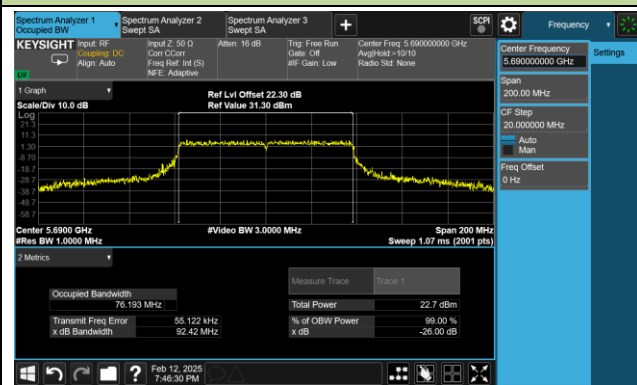 Spectrum Analyzer 1
Occupied BW
Spectrum Analyzer 2
Swept SA
Spectrum Analyzer 3
Swept SA
+
SCPI
Frequency
KEYSIGHT
Input: RF
Coupling: DC
Align: Auto
Input Z: 50 Ω
Corr CCorr
Freq Ref: Int (S)
NFE: Adaptive
Atten: 16 dB
Trig: Free Run
Gate: Off
#IF Gain: Low
Center Freq: 5.690000000 GHz
Avg|Hold:>10/10
Radio Std: None
Center Frequency
5.690000000 GHz
Settings
Span
200.00 MHz
CF Step
20.000000 MHz
Auto
Man
Freq Offset
0 Hz
1 Graph
Scale/Div 10.0 dB
Ref Lvl Offset 22.30 dB
Ref Value 31.30 dBm
Log
21.3
11.3
1.30
-8.70
-18.7
-28.7
-38.7
-48.7
-58.7
Center 5.6900 GHz
#Res BW 1.0000 MHz
#Video BW 3.0000 MHz
Span 200 MHz
Sweep 1.07 ms (2001 pts)
2 Metrics
Measure Trace
Trace 1
Occupied Bandwidth
76.193 MHz
Total Power
22.7 dBm
Transmit Freq Error
55.122 kHz
% of OBW Power
99.00 %
x dB Bandwidth
92.42 MHz
x dB
-26.00 dB
?
Feb 12, 2025
7:46:30 PM